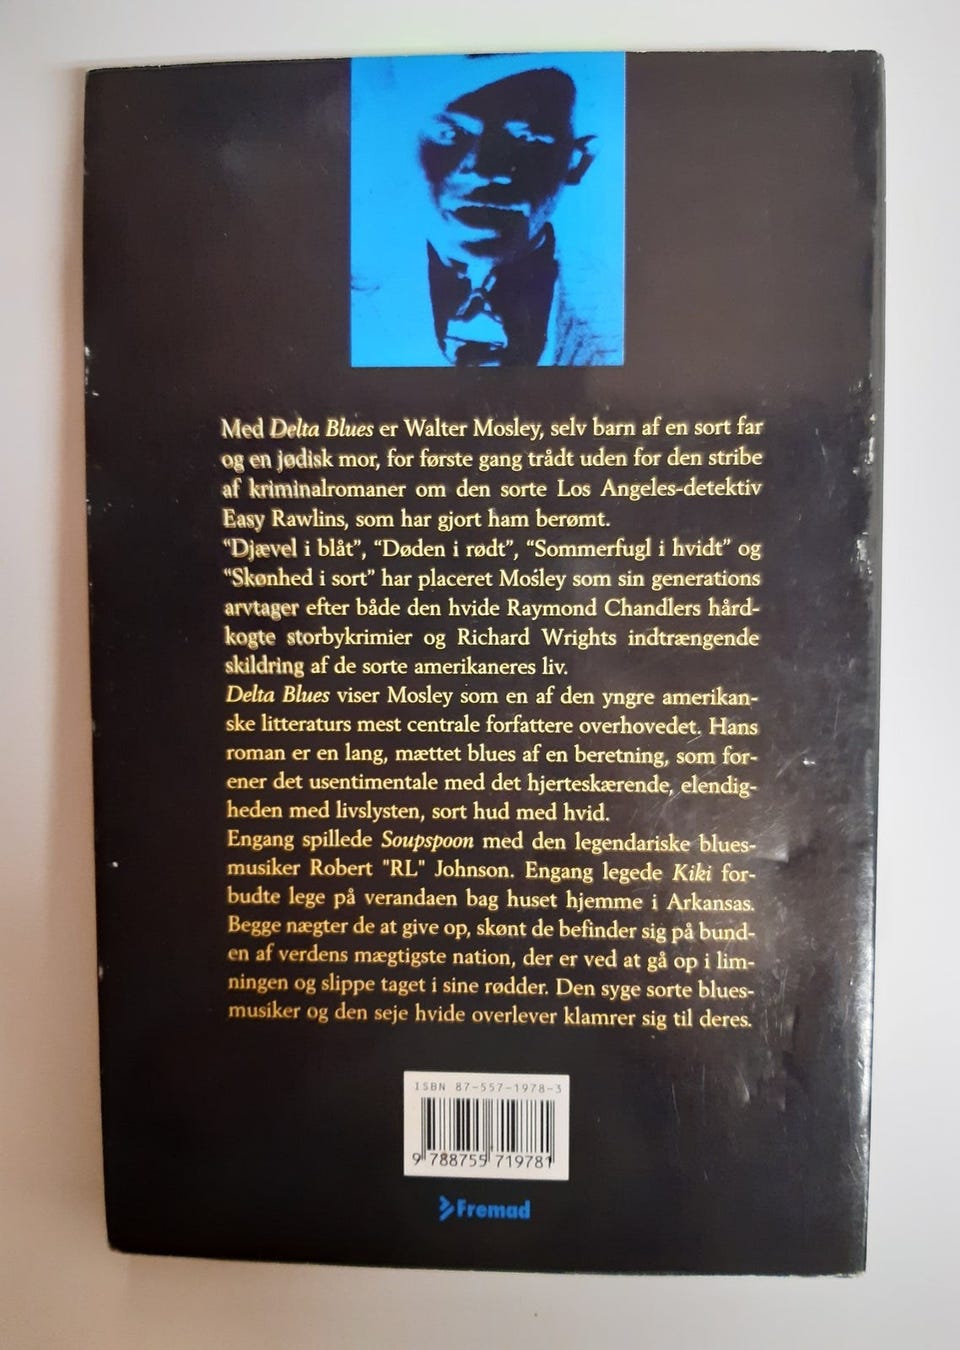 Med Delta Blues er Walter Mosley, selv barn af en sort far
og en jødisk mor, for første gang trådt uden for den stribe
af kriminalromaner om den sorte Los Angeles-detektiv
Easy Rawlins, som har gjort ham berømt.
“Djævel i blåt”, “Døden i rødt”, “Sommerfugl i hvidt” og
“Skønhed i sort” har placeret Mosley som sin generations
arvtager efter både den hvide Raymond Chandlers hård-
kogte storbykrimier og Richard Wrights indtrængende
skildring af de sorte amerikaneres liv.
Delta Blues viser Mosley som en af den yngre amerikan-
ske litteraturs mest centrale forfattere overhovedet. Hans
roman er en lang, mættet blues af en beretning, som for-
ener det usentimentale med det hjerteskærende, elendig-
heden med livslysten, sort hud med hvid.
Engang spillede Soupspoon med den legendariske blues-
musiker Robert "RL" Johnson. Engang legede Kiki for-
budte lege på verandaen bag huset hjemme i Arkansas.
Begge nægter de at give op, skønt de befinder sig på bund-
en af verdens mægtigste nation, der er ved at gå op i lim-
ningen og slippe taget i sine rødder. Den syge sorte blues-
musiker og den seje hvide overlever klamrer sig til deres.
ISBN 87-557-1978-3
9 788755 719781
Fremad